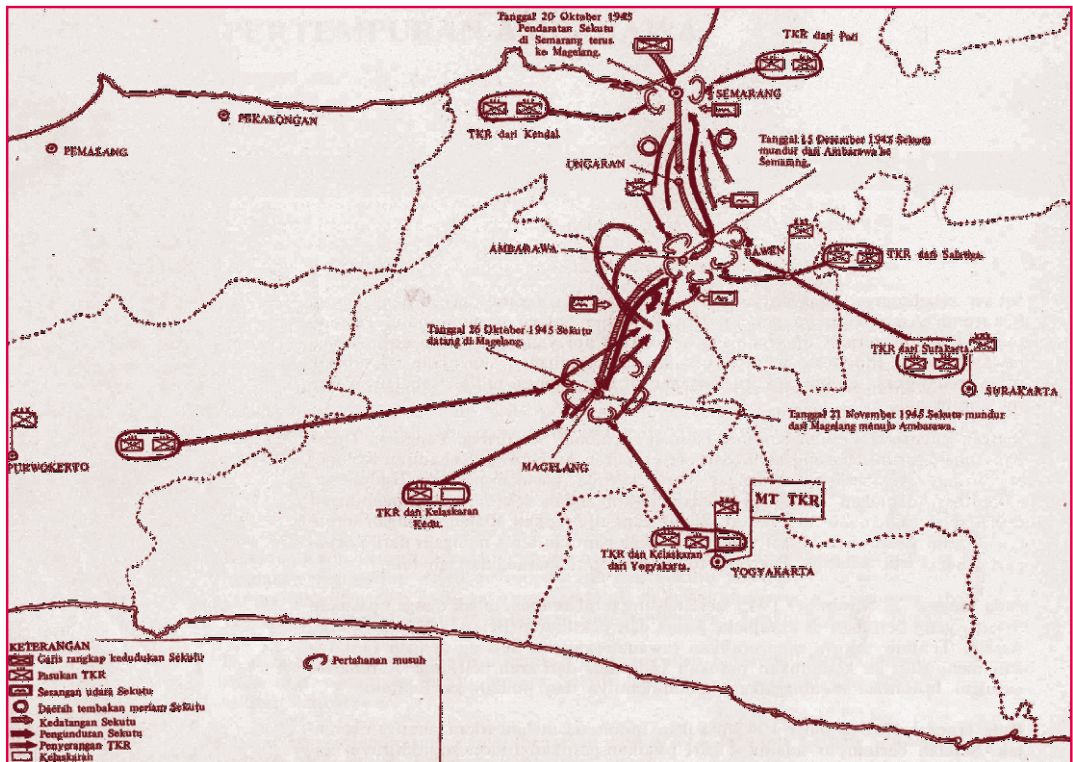 Tanggal 20 Oktober 1945
Pendaratan Sekutu
di Semarang terus
ke Magelang.
TKR dari Pati
SEMARANG
PEKALONGAN
TKR dari Kendal.
PEMALANG
Tanggal 15 Desember 1945 Sekutu
mundur dari Ambarawa ke
Semarang.
UNGARAN
AMBARAWA
BAWEN
TKR dari Salatiga.
Tanggal 26 Oktober 1945 Sekutu
datang di Magelang.
TKR dari Surakarta.
SURAKARTA
Tanggal 21 November 1945 Sekutu mundur
dari Magelang menuju Ambarawa.
PURWOKERTO
MAGELANG
TKR dan Kelaskaran
Kedu.
MT TKR
TKR dan Kelaskaran
dari Yogyakarta.
YOGYAKARTA
KETERANGAN
Garis rangkap kedudukan Sekutu
Pasukan TKR
Serangan udara Sekutu
Daerah tembakan meriam Sekutu
Kedatangan Sekutu
Pengunduran Sekutu
Penyerangan TKR
Kelaskaran
Pertahanan musuh